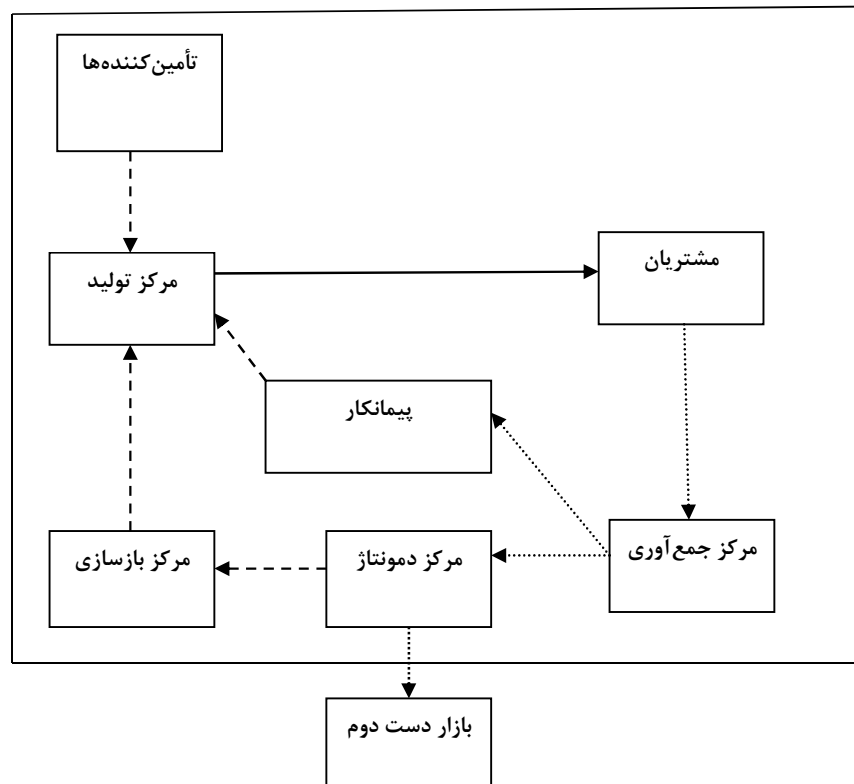 تأمین‌کننده‌ها
مرکز تولید
مشتریان
پیمانکار
مرکز جمع‌آوری
مرکز دمونتاژ
مرکز بازسازی
بازار دست دوم